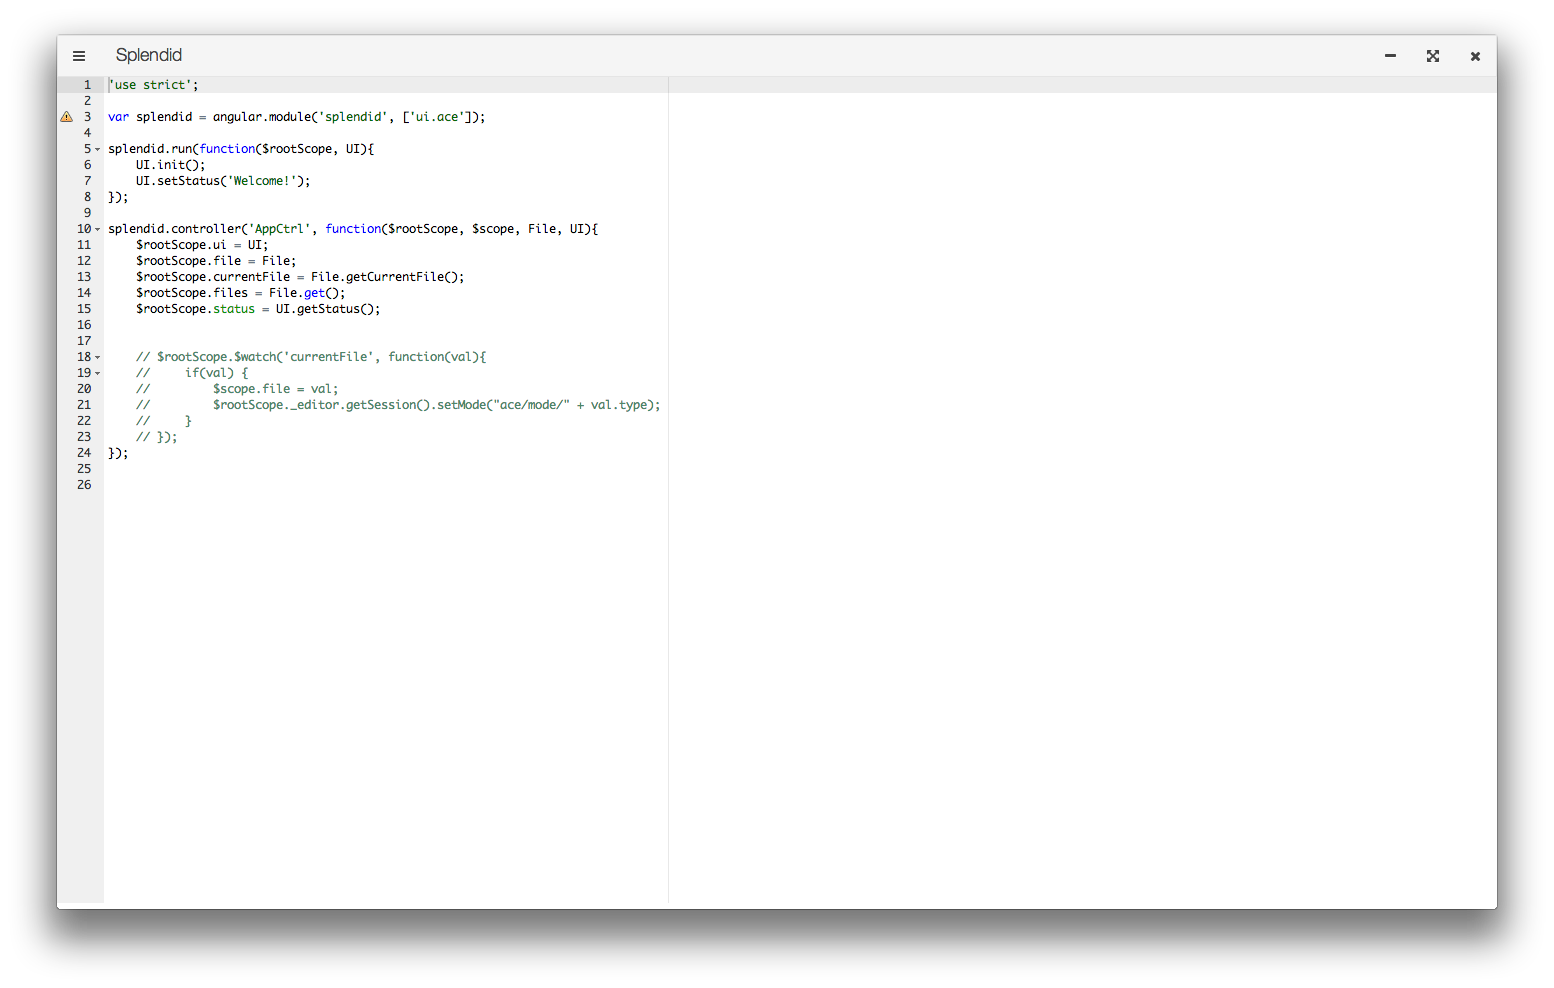 Splendid
1 'use strict';
2
3 var splendid = angular.module('splendid', ['ui.ace']);
4
5 splendid.run(function($rootScope, UI){
6     UI.init();
7     UI.setStatus('Welcome!');
8 });
9
10 splendid.controller('AppCtrl', function($rootScope, $scope, File, UI){
11     $rootScope.ui = UI;
12     $rootScope.file = File;
13     $rootScope.currentFile = File.getCurrentFile();
14     $rootScope.files = File.get();
15     $rootScope.status = UI.getStatus();
16
17
18     // $rootScope.$watch('currentFile', function(val){
19     //     if(val) {
20     //         $scope.file = val;
21     //         $rootScope._editor.getSession().setMode("ace/mode/" + val.type);
22     //     }
23     // });
24 });
25
26